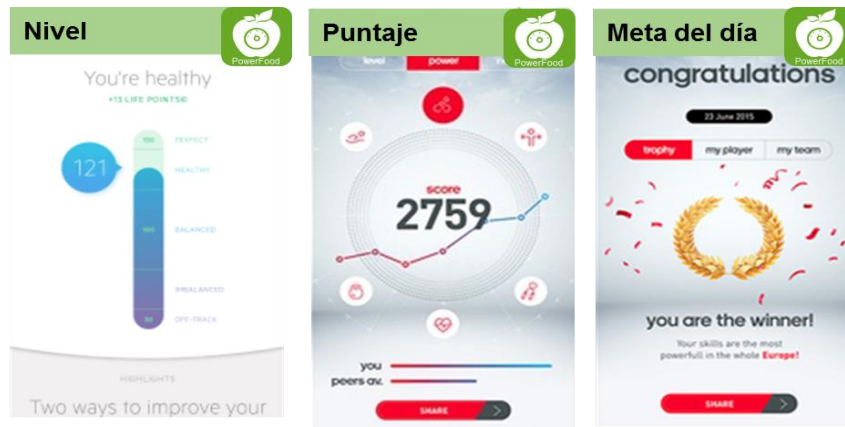 Nivel
PowerFood
You're healthy
+13 LIFE POINTS©
150
PERFECT
121
HEALTHY
100
BALANCED
IMBALANCED
50
OFF-TRACK
HIGHLIGHTS
Two ways to improve your
Puntaje
PowerFood
level
power
score
2759
you
peers av.
SHARE
Meta del día
PowerFood
congratulations
23 June 2015
trophy
my player
my team
you are the winner!
Your skills are the most
powerfull in the whole Europe!
SHARE